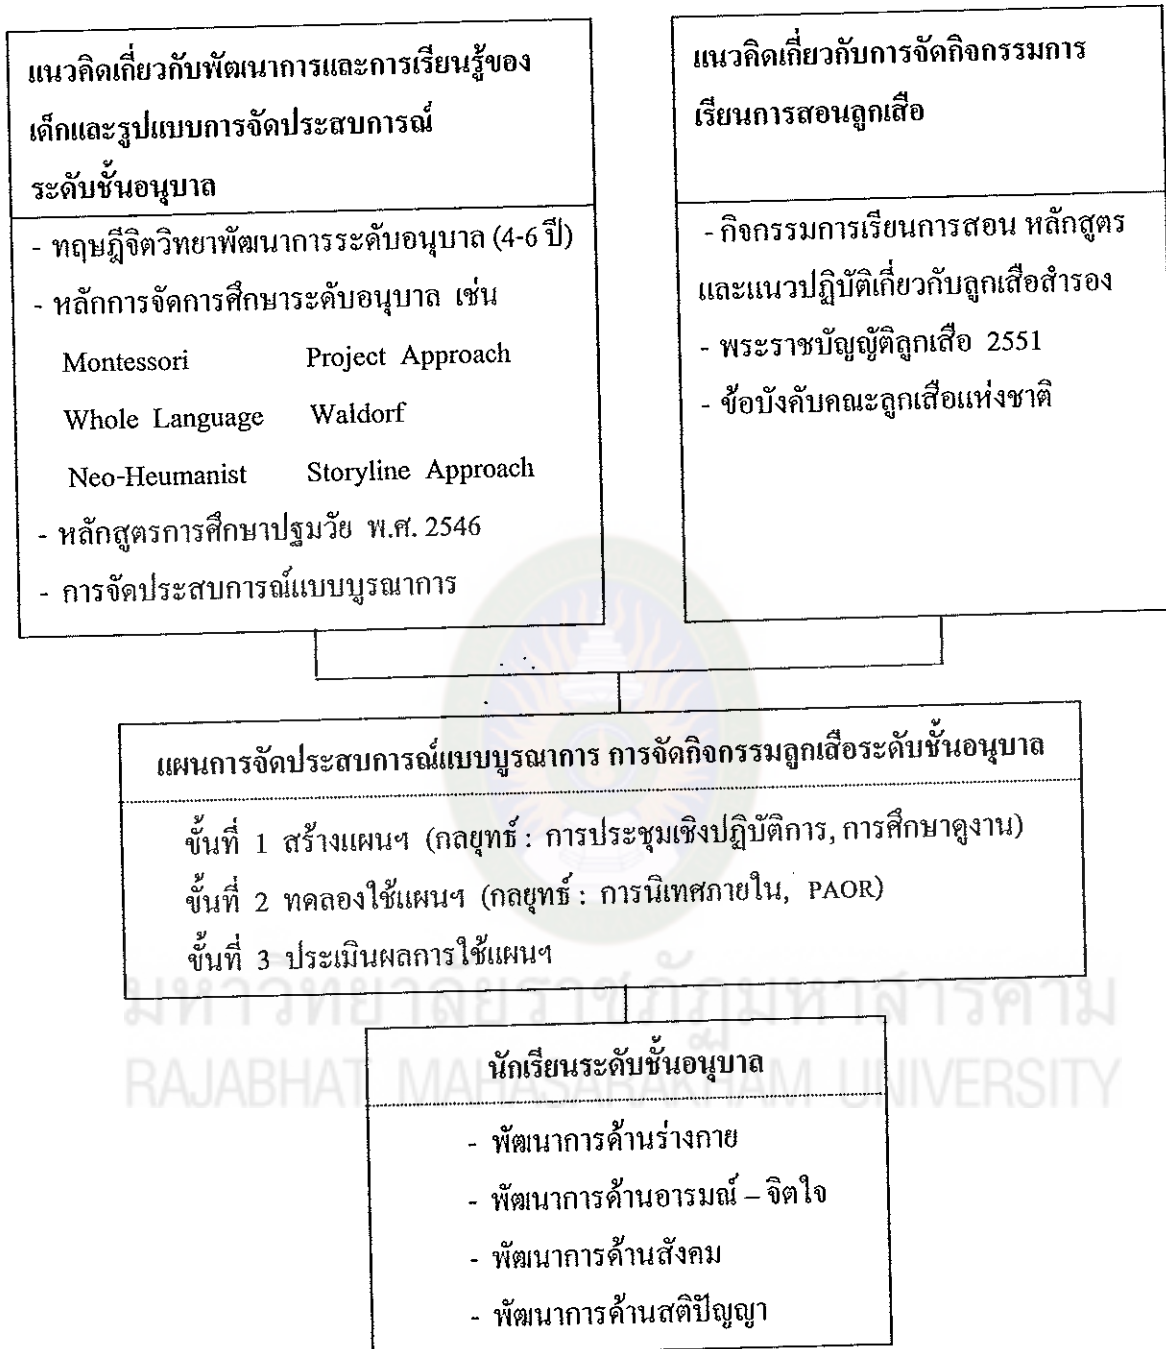 แนวคิดเกี่ยวกับพัฒนาการและการเรียนรู้ของ
เด็กและรูปแบบการจัดประสบการณ์
ระดับชั้นอนุบาล
- ทฤษฎีจิตวิทยาพัฒนาการระดับอนุบาล (4-6 ปี)
- หลักการจัดการศึกษาระดับอนุบาล เช่น
Montessori Project Approach
Whole Language Waldorf
Neo-Heumanist Storyline Approach
- หลักสูตรการศึกษาปฐมวัย พ.ศ. 2546
- การจัดประสบการณ์แบบบูรณาการ
แนวคิดเกี่ยวกับการจัดกิจกรรมการ
เรียนการสอนลูกเสือ
- กิจกรรมการเรียนการสอน หลักสูตร
และแนวปฏิบัติเกี่ยวกับลูกเสือสำรอง
- พระราชบัญญัติลูกเสือ 2551
- ข้อบังคับคณะลูกเสือแห่งชาติ
แผนการจัดประสบการณ์แบบบูรณาการ การจัดกิจกรรมลูกเสือระดับชั้นอนุบาล
ขั้นที่ 1 สร้างแผนฯ (กลยุทธ์ : การประชุมเชิงปฏิบัติการ, การศึกษาดูงาน)
ขั้นที่ 2 ทดลองใช้แผนฯ (กลยุทธ์ : การนิเทศภายใน, PAOR)
ขั้นที่ 3 ประเมินผลการใช้แผนฯ
มหาวิทยาลัยราชภัฏมหาสารคาม
RAJABHAT MAHASARAKHAM UNIVERSITY
นักเรียนระดับชั้นอนุบาล
- พัฒนาการด้านร่างกาย
- พัฒนาการด้านอารมณ์ – จิตใจ
- พัฒนาการด้านสังคม
- พัฒนาการด้านสติปัญญา